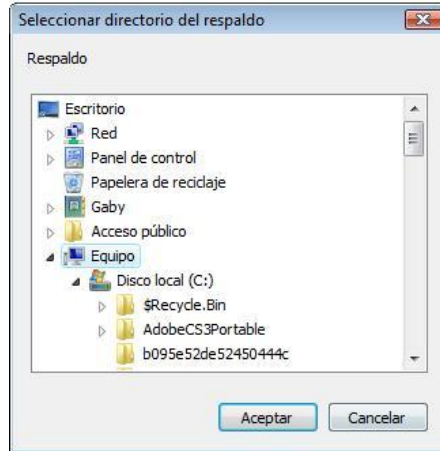 Seleccionar directorio del respaldo
Respaldo
Escritorio
Red
Panel de control
Papelera de reciclaje
Gaby
Acceso público
Equipo
Disco local (C:)
$Recycle.Bin
AdobeCS3Portable
b095e52de52450444c
Aceptar
Cancelar